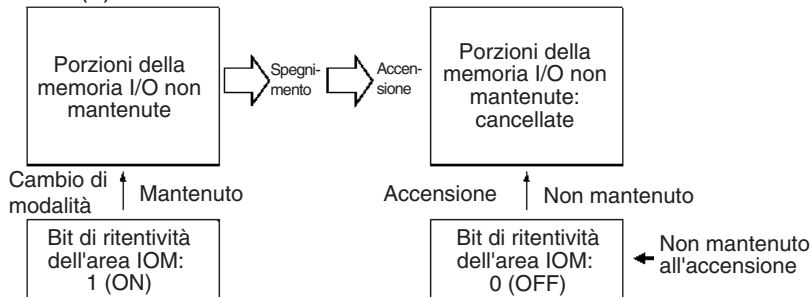 Porzioni della
memoria I/O non
mantenute
Spegni-
mento
Accen-
sione
Porzioni della
memoria I/O non
mantenute:
cancellate
Cambio di
modalità
Mantenuto
Accensione
Non mantenuto
Bit di ritentività
dell'area IOM:
1 (ON)
Bit di ritentività
dell'area IOM:
0 (OFF)
Non mantenuto
all'accensione